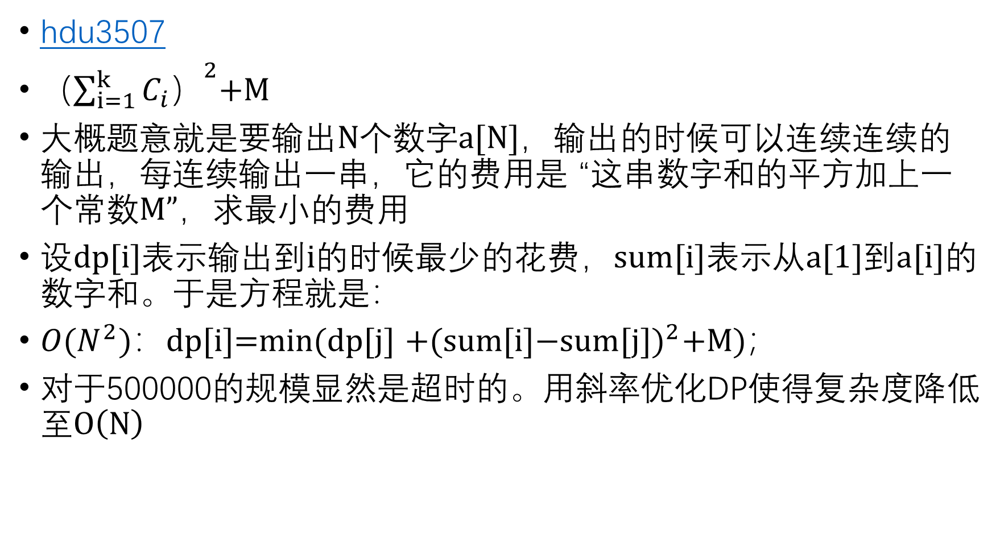 • hdu3507
• （∑_{i=1}^{k} C_i）²+M
• 大概题意就是要输出N个数字a[N]，输出的时候可以连续连续的
输出，每连续输出一串，它的费用是 “这串数字和的平方加上一
个常数M”，求最小的费用
• 设dp[i]表示输出到i的时候最少的花费，sum[i]表示从a[1]到a[i]的
数字和。于是方程就是：
• O(N²)：dp[i]=min(dp[j] +(sum[i]−sum[j])²+M)；
• 对于500000的规模显然是超时的。用斜率优化DP使得复杂度降低
至O(N)